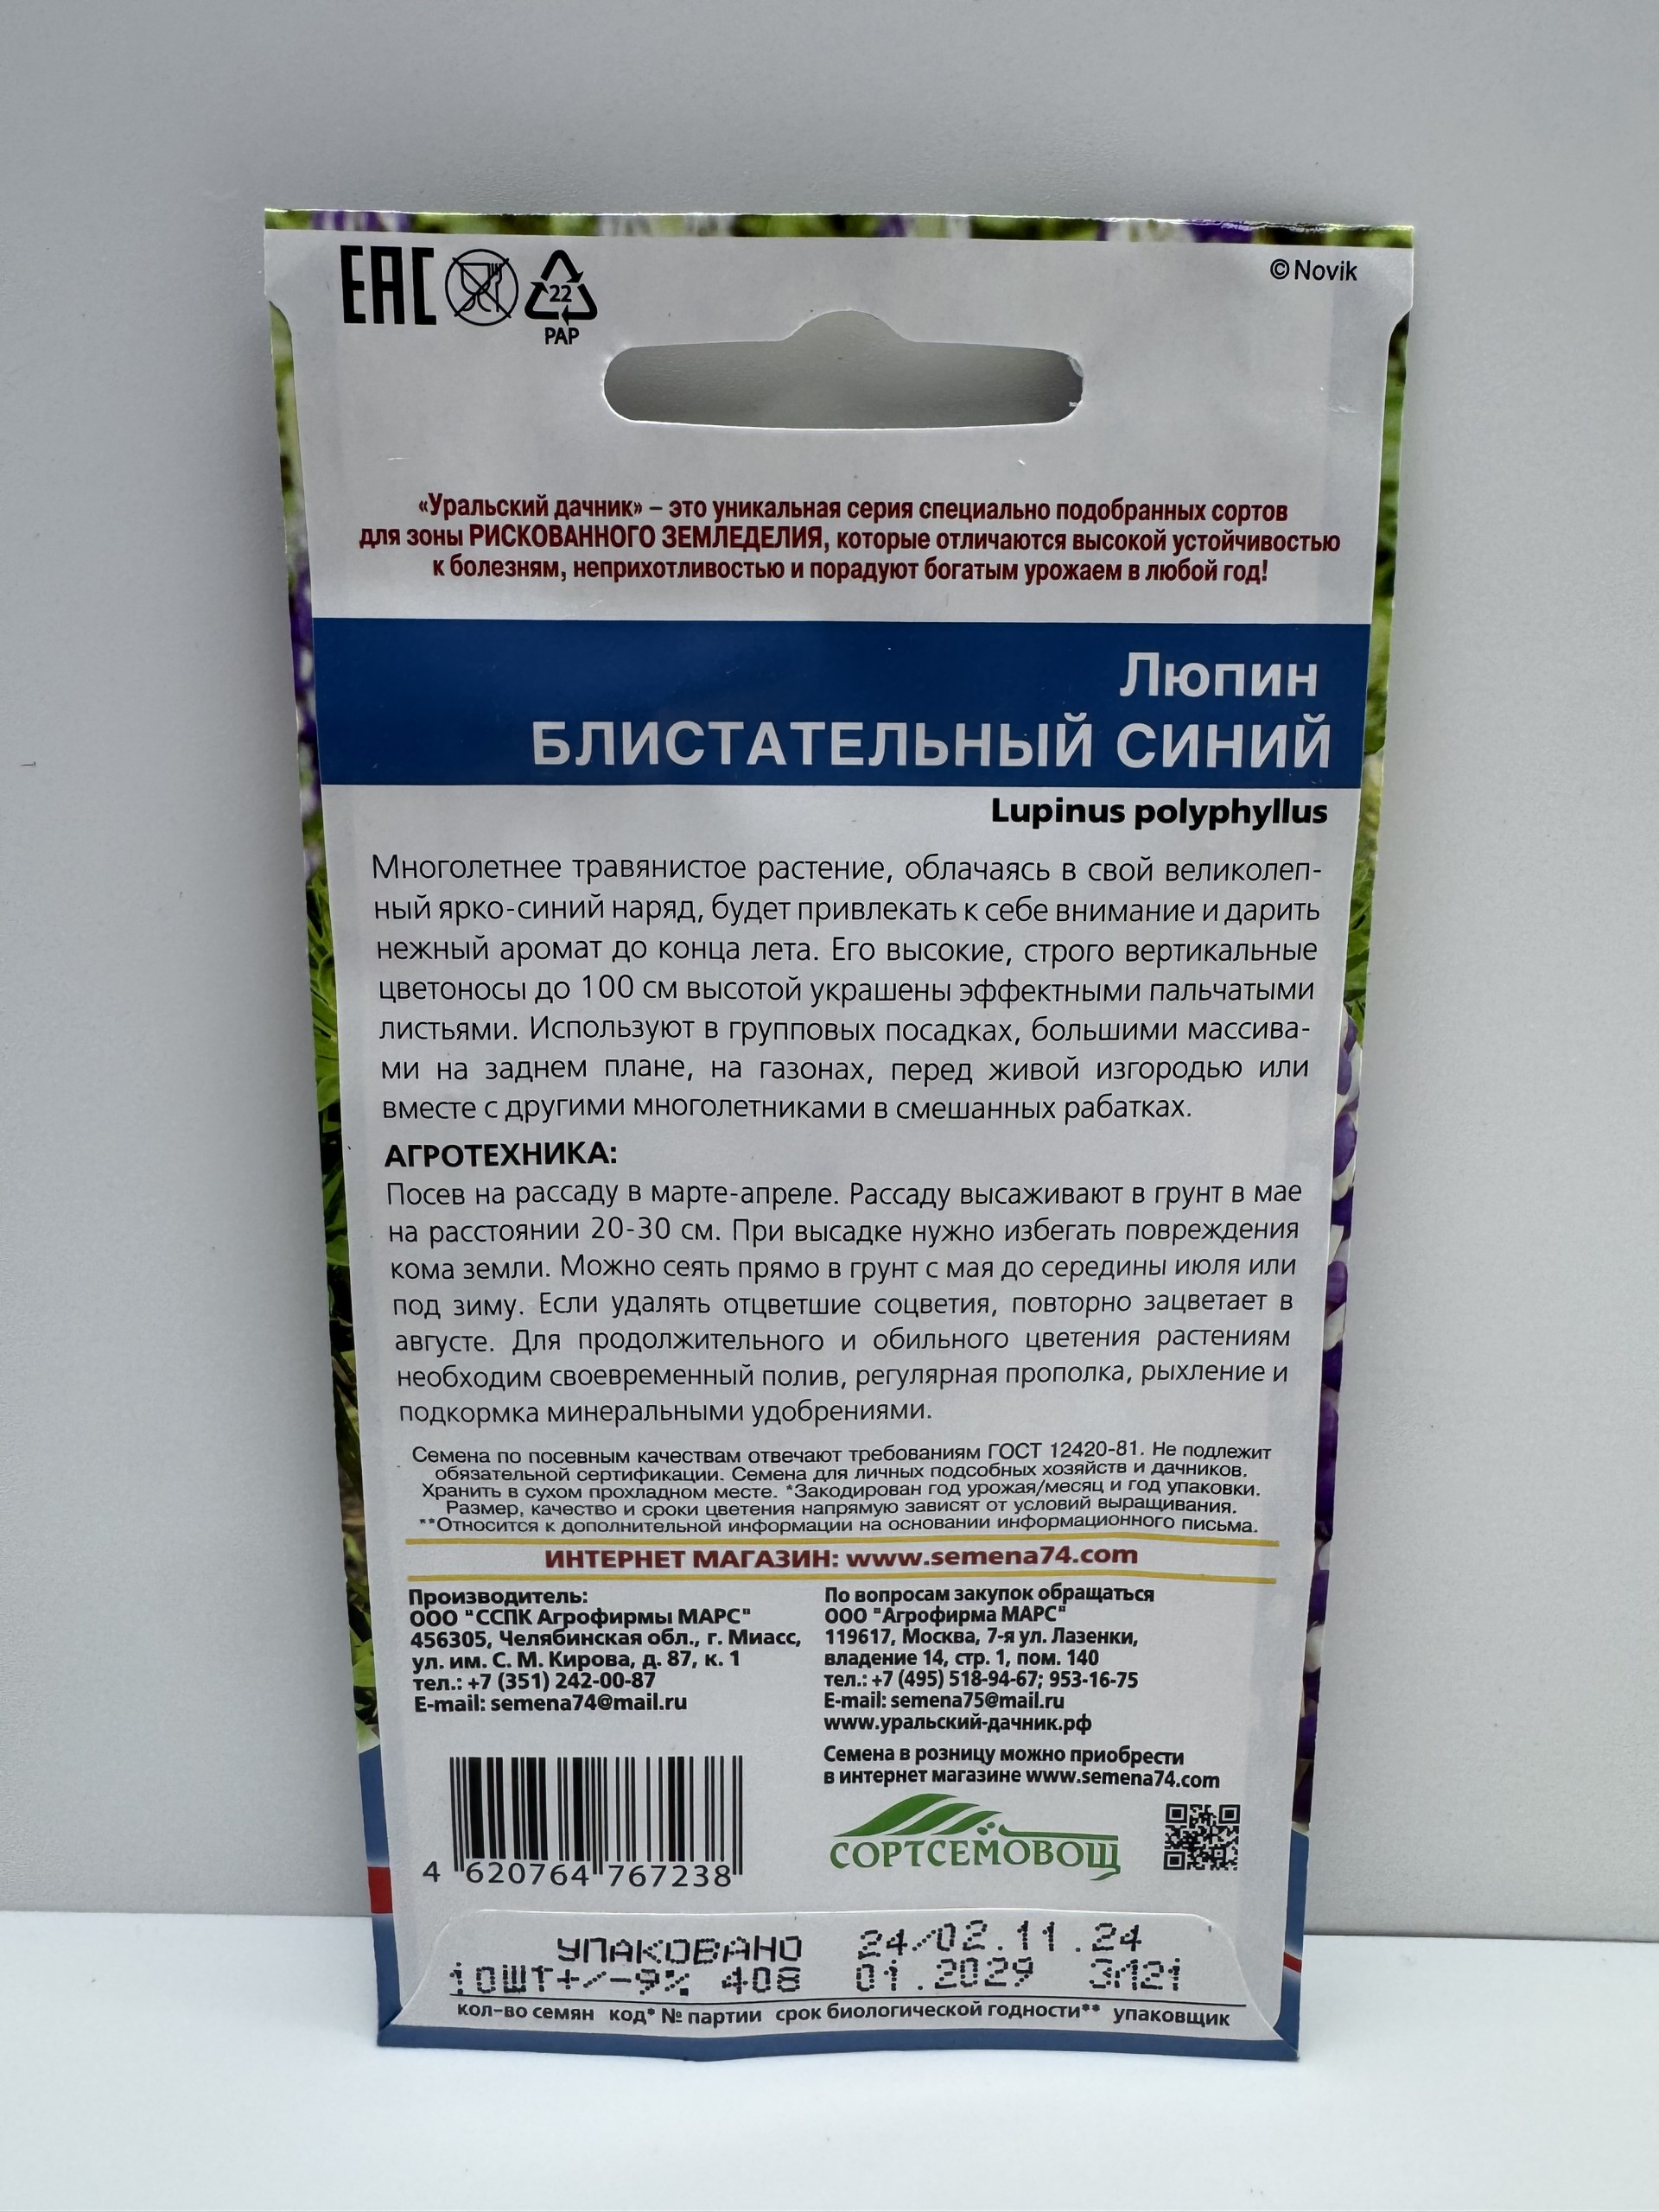 ЕАС
22
PAP
© Novik
«Уральский дачник» – это уникальная серия специально подобранных сортов
для зоны РИСКОВАННОГО ЗЕМЛЕДЕЛИЯ, которые отличаются высокой устойчивостью
к болезням, неприхотливостью и порадуют богатым урожаем в любой год!
Люпин
БЛИСТАТЕЛЬНЫЙ СИНИЙ
Lupinus polyphyllus
Многолетнее травянистое растение, облачаясь в свой великолеп-
ный ярко-синий наряд, будет привлекать к себе внимание и дарить
нежный аромат до конца лета. Его высокие, строго вертикальные
цветоносы до 100 см высотой украшены эффектными пальчатыми
листьями. Используют в групповых посадках, большими массива-
ми на заднем плане, на газонах, перед живой изгородью или
вместе с другими многолетниками в смешанных рабатках.
АГРОТЕХНИКА:
Посев на рассаду в марте-апреле. Рассаду высаживают в грунт в мае
на расстоянии 20-30 см. При высадке нужно избегать повреждения
кома земли. Можно сеять прямо в грунт с мая до середины июля или
под зиму. Если удалять отцветшие соцветия, повторно зацветает в
августе. Для продолжительного и обильного цветения растениям
необходим своевременный полив, регулярная прополка, рыхление и
подкормка минеральными удобрениями.
Семена по посевным качествам отвечают требованиям ГОСТ 12420-81. Не подлежит
обязательной сертификации. Семена для личных подсобных хозяйств и дачников.
Хранить в сухом прохладном месте. *Закодирован год урожая/месяц и год упаковки.
Размер, качество и сроки цветения напрямую зависят от условий выращивания.
**Относится к дополнительной информации на основании информационного письма.
ИНТЕРНЕТ МАГАЗИН: www.semena74.com
Производитель:
ООО "ССПК Агрофирмы МАРС"
456305, Челябинская обл., г. Миасс,
ул. им. С. М. Кирова, д. 87, к. 1
тел.: +7 (351) 242-00-87
E-mail: semena74@mail.ru
По вопросам закупок обращаться
ООО "Агрофирма МАРС"
119617, Москва, 7-я ул. Лазенки,
владение 14, стр. 1, пом. 140
тел.: +7 (495) 518-94-67; 953-16-75
E-mail: semena75@mail.ru
www.уральский-дачник.рф
Семена в розницу можно приобрести
в интернет магазине www.semena74.com
СОРТСЕМОВОЩ
4 620764 767238
УПАКОВАНО 24/02.11.24
10ШТ+/-9% 408 01.2029 ЗЛ121
кол-во семян код* № партии срок биологической годности** упаковщик